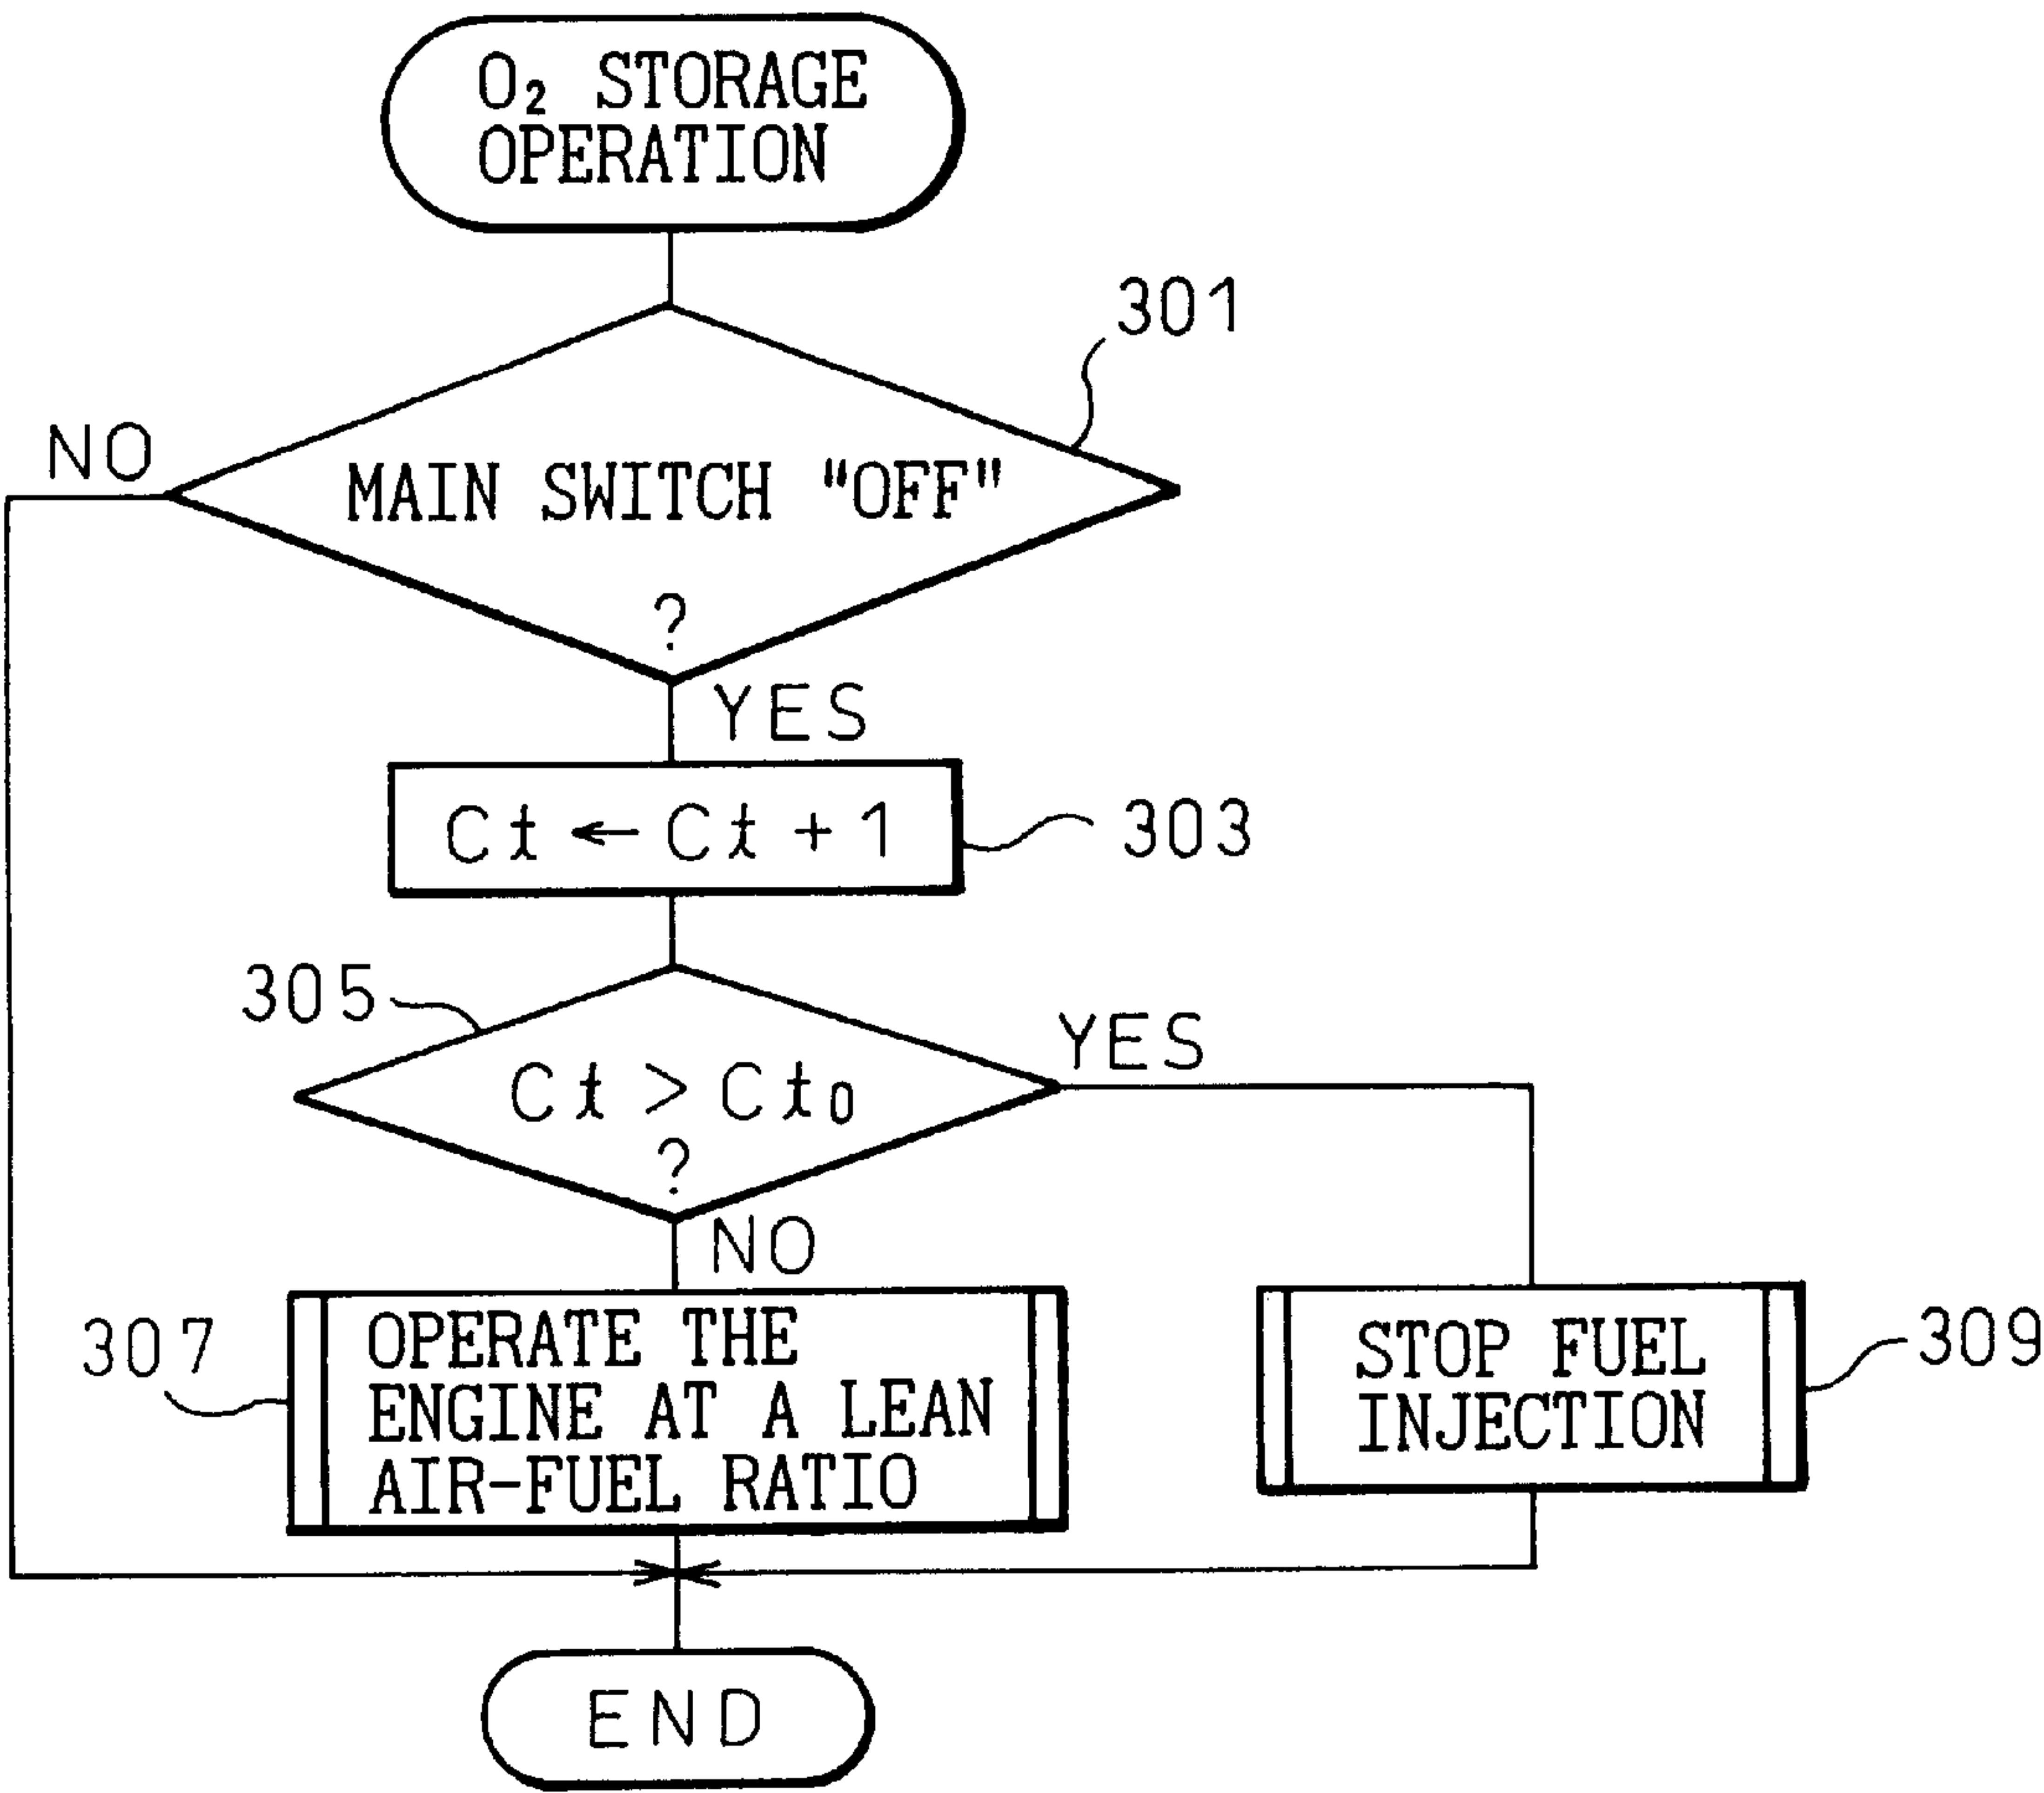 O₂ STORAGE
OPERATION
301
NO
MAIN SWITCH "OFF"
?
YES
Ct ← Ct + 1
303
305
YES
Ct > Ct₀
?
NO
307
OPERATE THE
ENGINE AT A LEAN
AIR-FUEL RATIO
STOP FUEL
INJECTION
309
END